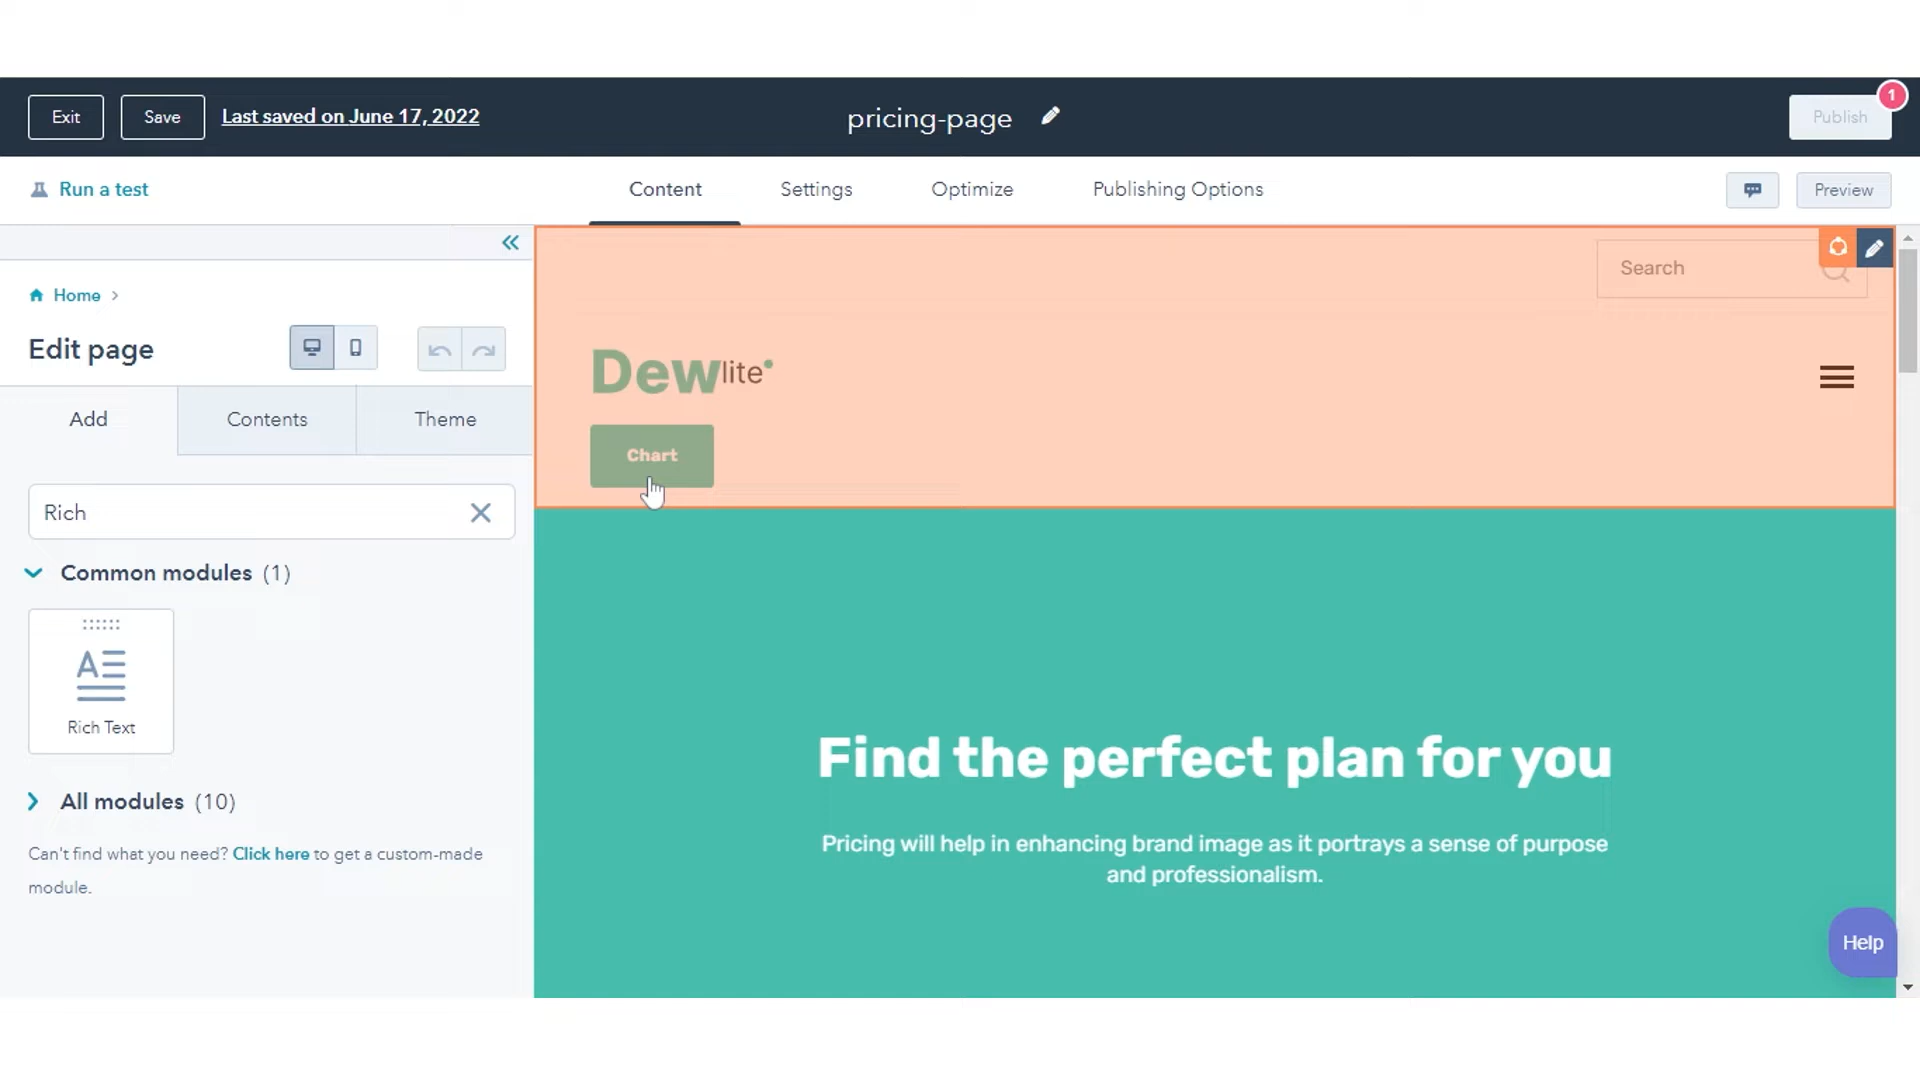 Exit
Save
Last saved on June 17, 2022
pricing-page
1
Publish
Run a test
Content
Settings
Optimize
Publishing Options
Preview
Home
Edit page
Add
Contents
Theme
Rich
Common modules (1)
A
Rich Text
All modules (10)
Can't find what you need? Click here to get a custom-made
module.
Search
Dewlite
Chart
Find the perfect plan for you
Pricing will help in enhancing brand image as it portrays a sense of purpose
and professionalism.
Help